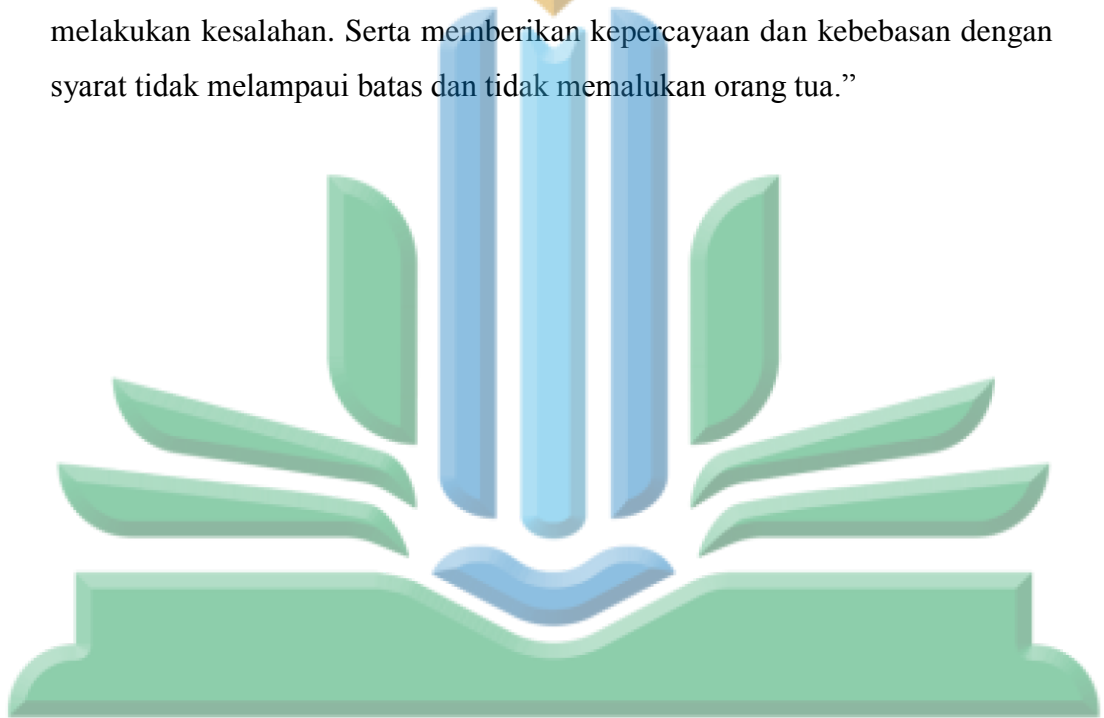 melakukan kesalahan. Serta memberikan kepercayaan dan kebebasan dengan
syarat tidak melampaui batas dan tidak memalukan orang tua.”